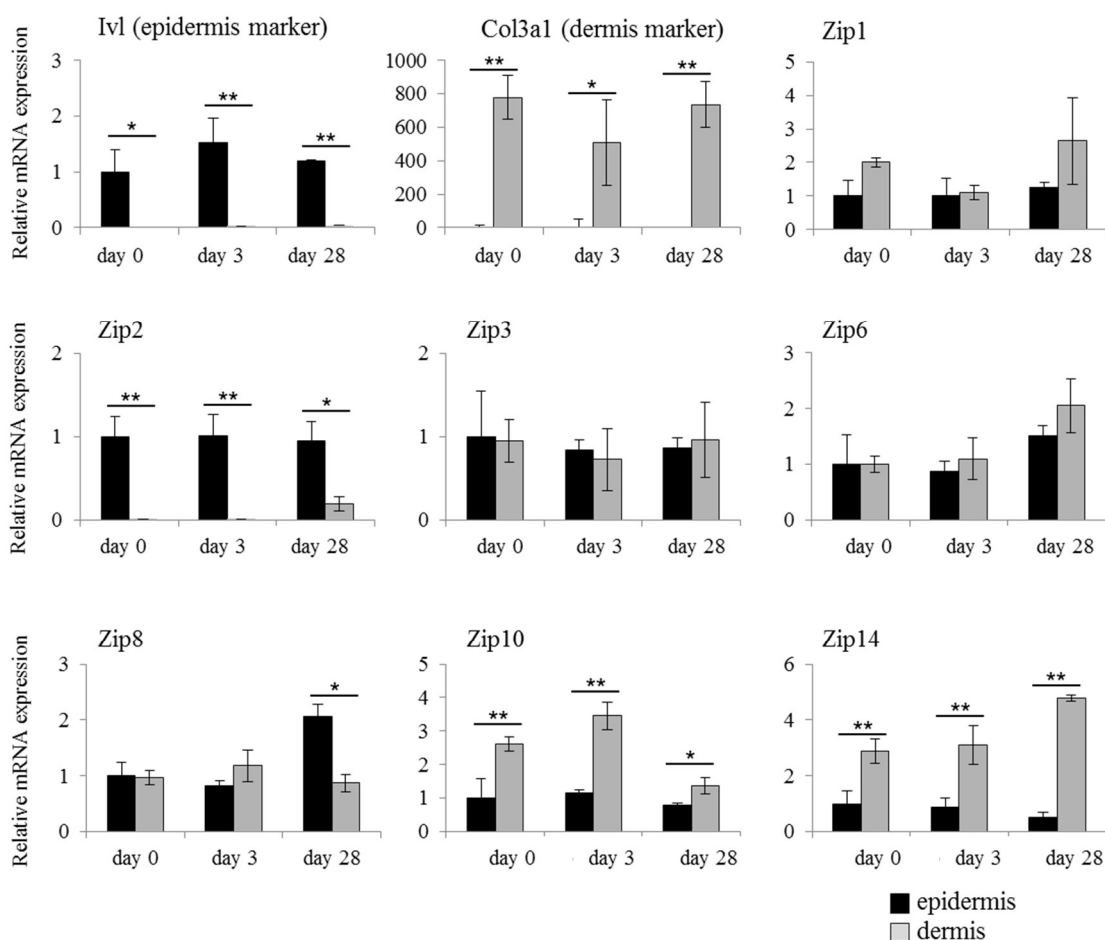 Ivl (epidermis marker)
Relative mRNA expression
3
2
1
0
*
**
**
day 0
day 3
day 28
Col3a1 (dermis marker)
1000
800
600
400
200
0
**
*
**
day 0
day 3
day 28
Zip1
5
4
3
2
1
0
day 0
day 3
day 28
Zip2
Relative mRNA expression
2
1
0
**
**
*
day 0
day 3
day 28
Zip3
2
1
0
day 0
day 3
day 28
Zip6
3
2
1
0
day 0
day 3
day 28
Zip8
Relative mRNA expression
3
2
1
0
*
day 0
day 3
day 28
Zip10
5
4
3
2
1
0
**
**
*
day 0
day 3
day 28
Zip14
6
4
2
0
**
**
**
day 0
day 3
day 28
epidermis
dermis